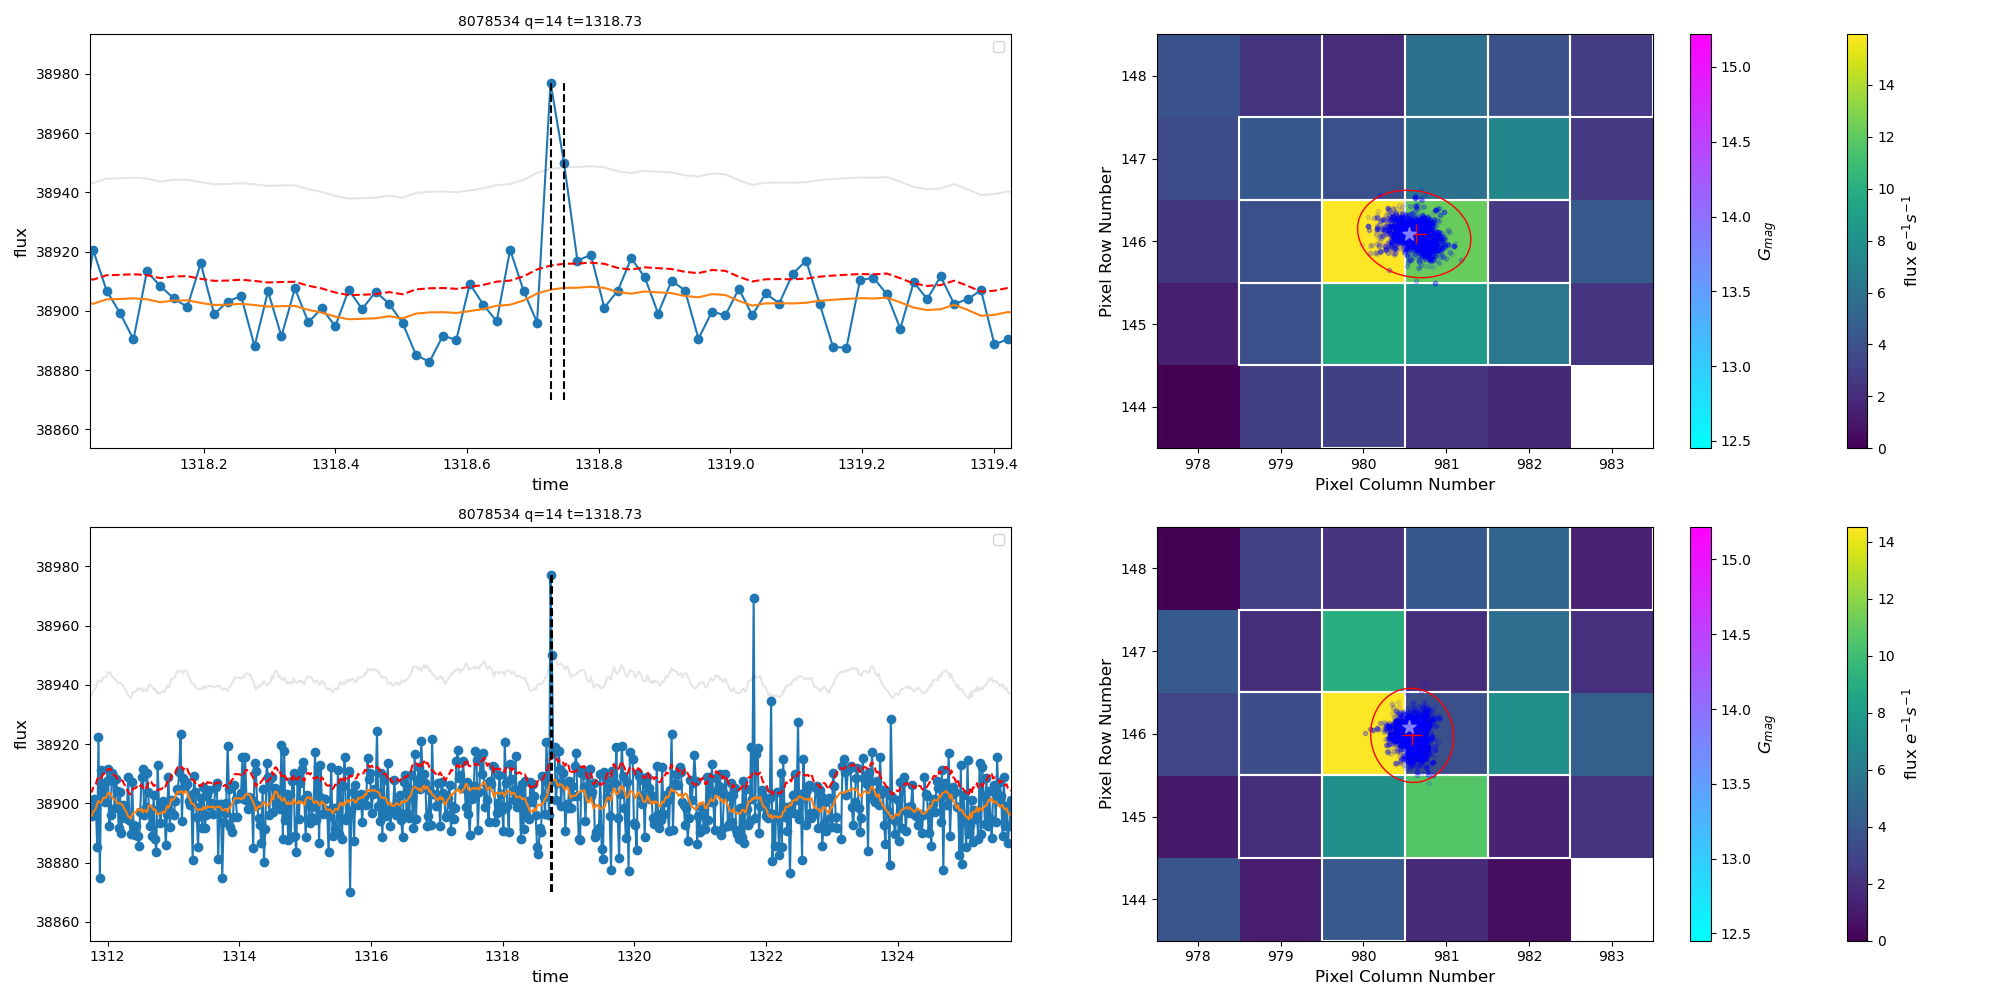 8078534 q=14 t=1318.73
flux
38980
38960
38940
38920
38900
38880
38860
1318.2 1318.4 1318.6 1318.8 1319.0 1319.2 1319.4
time
Pixel Row Number
148
147
146
145
144
978 979 980 981 982 983
Pixel Column Number
15.0
14.5
14.0
13.5
13.0
12.5
G_mag
14
12
10
8
6
4
2
0
flux e⁻¹s⁻¹
8078534 q=14 t=1318.73
flux
38980
38960
38940
38920
38900
38880
38860
1312 1314 1316 1318 1320 1322 1324
time
Pixel Row Number
148
147
146
145
144
978 979 980 981 982 983
Pixel Column Number
15.0
14.5
14.0
13.5
13.0
12.5
G_mag
14
12
10
8
6
4
2
0
flux e⁻¹s⁻¹